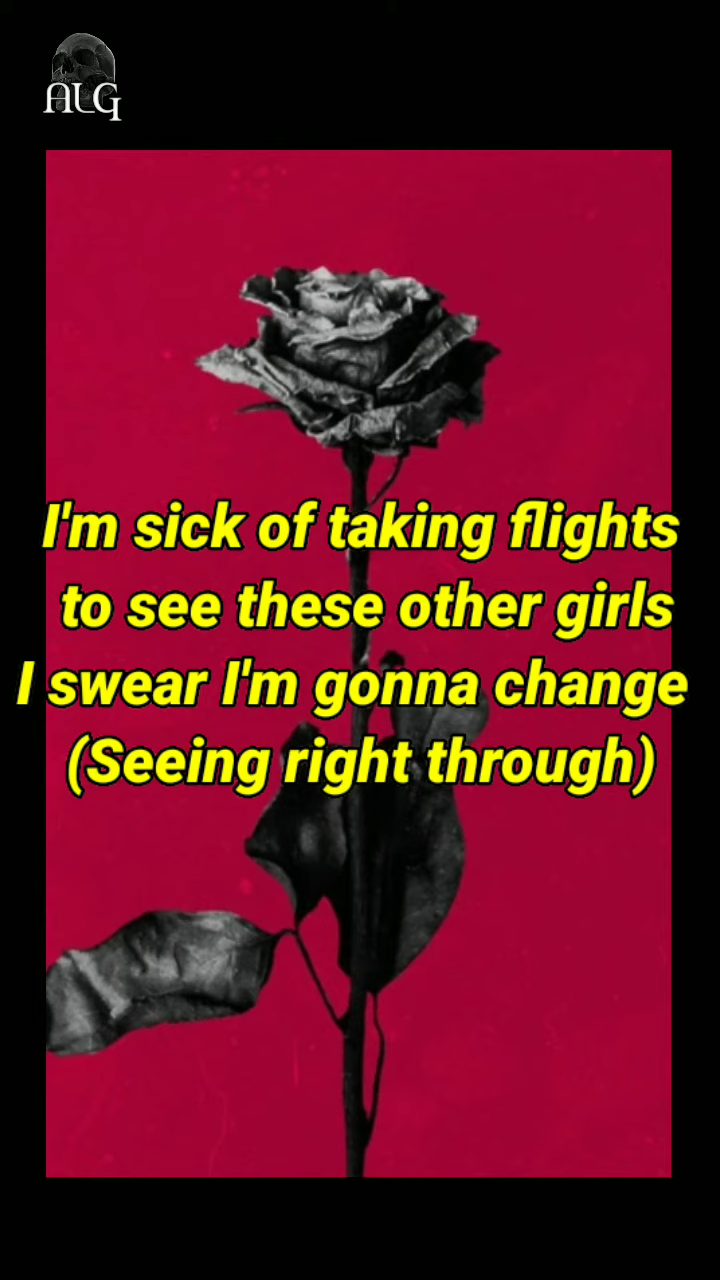 ALG
I'm sick of taking flights
to see these other girls
I swear I'm gonna change
(Seeing right through)